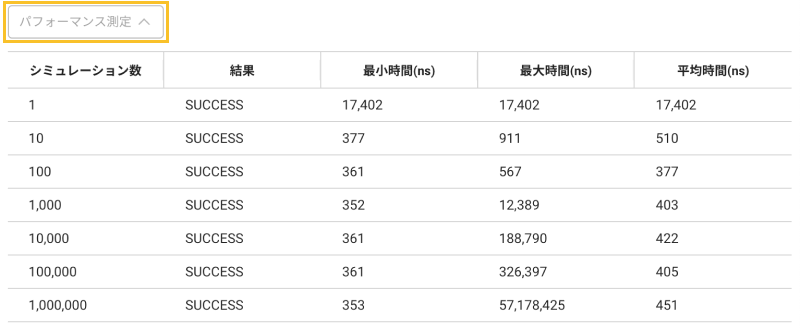 パフォーマンス測定
シミュレーション数 結果 最小時間(ns) 最大時間(ns) 平均時間(ns)
1 SUCCESS 17,402 17,402 17,402
10 SUCCESS 377 911 510
100 SUCCESS 361 567 377
1,000 SUCCESS 352 12,389 403
10,000 SUCCESS 361 188,790 422
100,000 SUCCESS 361 326,397 405
1,000,000 SUCCESS 353 57,178,425 451